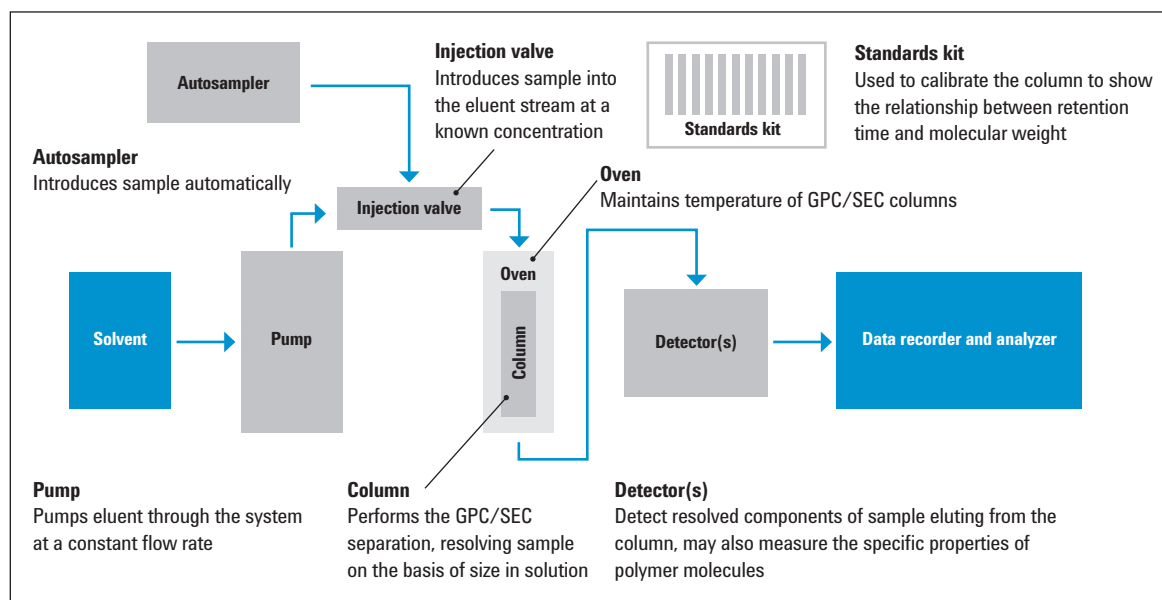 Autosampler
Injection valve
Introduces sample into
the eluent stream at a
known concentration
Standards kit
Standards kit
Used to calibrate the column to show
the relationship between retention
time and molecular weight
Autosampler
Introduces sample automatically
Injection valve
Oven
Maintains temperature of GPC/SEC columns
Solvent
Pump
Oven
Column
Detector(s)
Data recorder and analyzer
Pump
Pumps eluent through the system
at a constant flow rate
Column
Performs the GPC/SEC
separation, resolving sample
on the basis of size in solution
Detector(s)
Detect resolved components of sample eluting from the
column, may also measure the specific properties of
polymer molecules